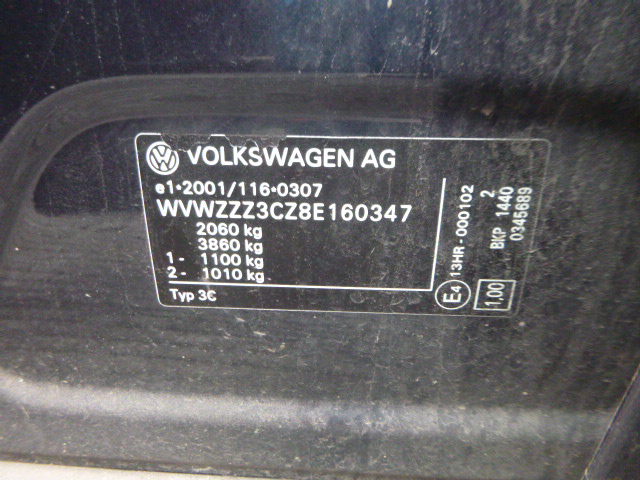 VOLKSWAGEN AG
e1*2001/116*0307
WVWZZZ3CZ8E160347
2060 kg
3860 kg
1 - 1100 kg
2 - 1010 kg
Typ 3C
E4 13HR-000102
2
BKP 1440
0345689
1.00